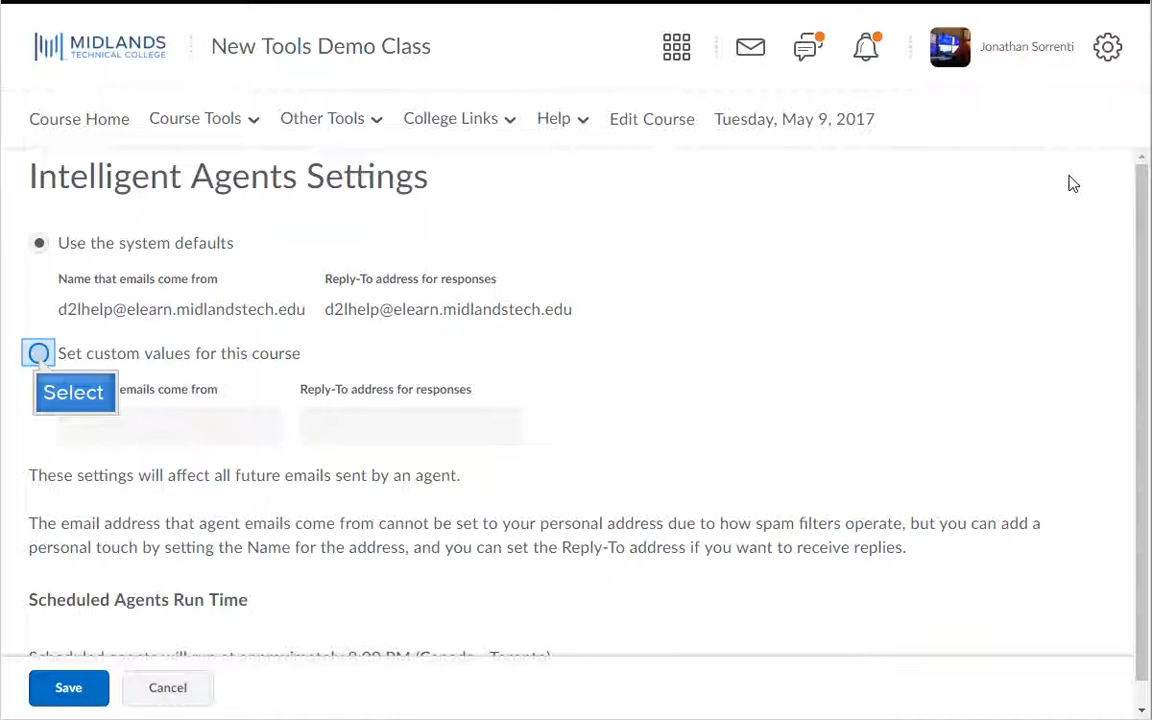 MIDLANDS
TECHNICAL COLLEGE
New Tools Demo Class
Jonathan Sorrenti
Course Home
Course Tools
Other Tools
College Links
Help
Edit Course
Tuesday, May 9, 2017
Intelligent Agents Settings
Use the system defaults
Name that emails come from
Reply-To address for responses
d2lhelp@elearn.midlandstech.edu
d2lhelp@elearn.midlandstech.edu
Set custom values for this course
Select
emails come from
Reply-To address for responses
These settings will affect all future emails sent by an agent.
The email address that agent emails come from cannot be set to your personal address due to how spam filters operate, but you can add a
personal touch by setting the Name for the address, and you can set the Reply-To address if you want to receive replies.
Scheduled Agents Run Time
Scheduled agents will run at approximately
Save
Cancel